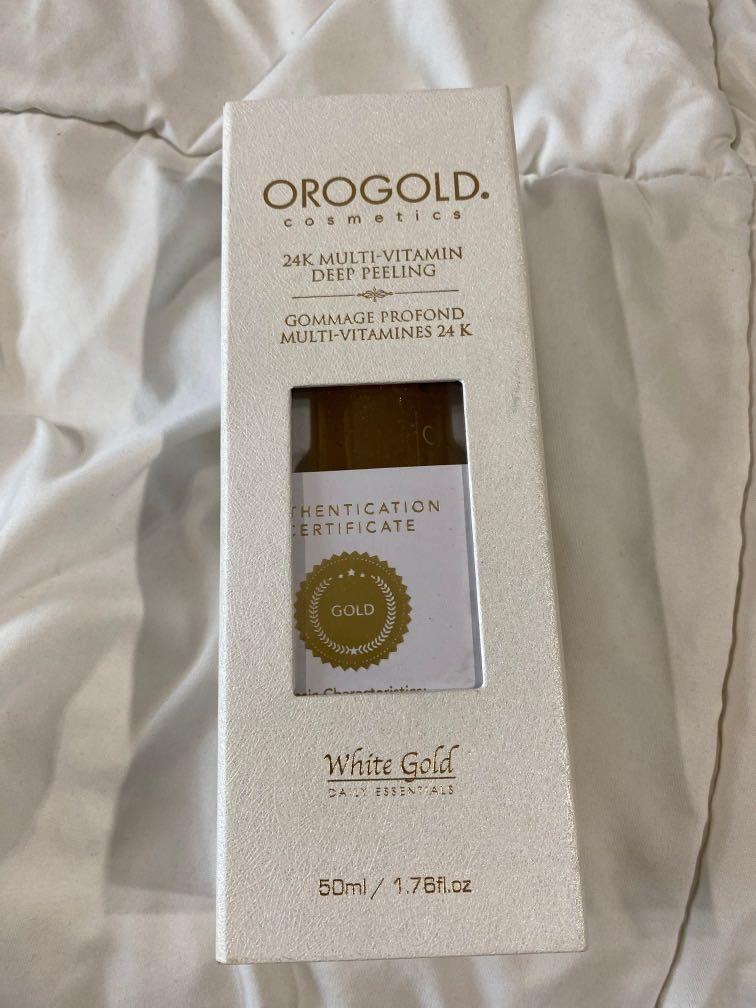 OROGOLD®
cosmetics
24K MULTI-VITAMIN
DEEP PEELING
GOMMAGE PROFOND
MULTI-VITAMINES 24 K
C
THENTICATION
CERTIFICATE
GOLD
Characteristics:
White Gold
DAILY ESSENTIALS
50ml / 1.76fl.oz